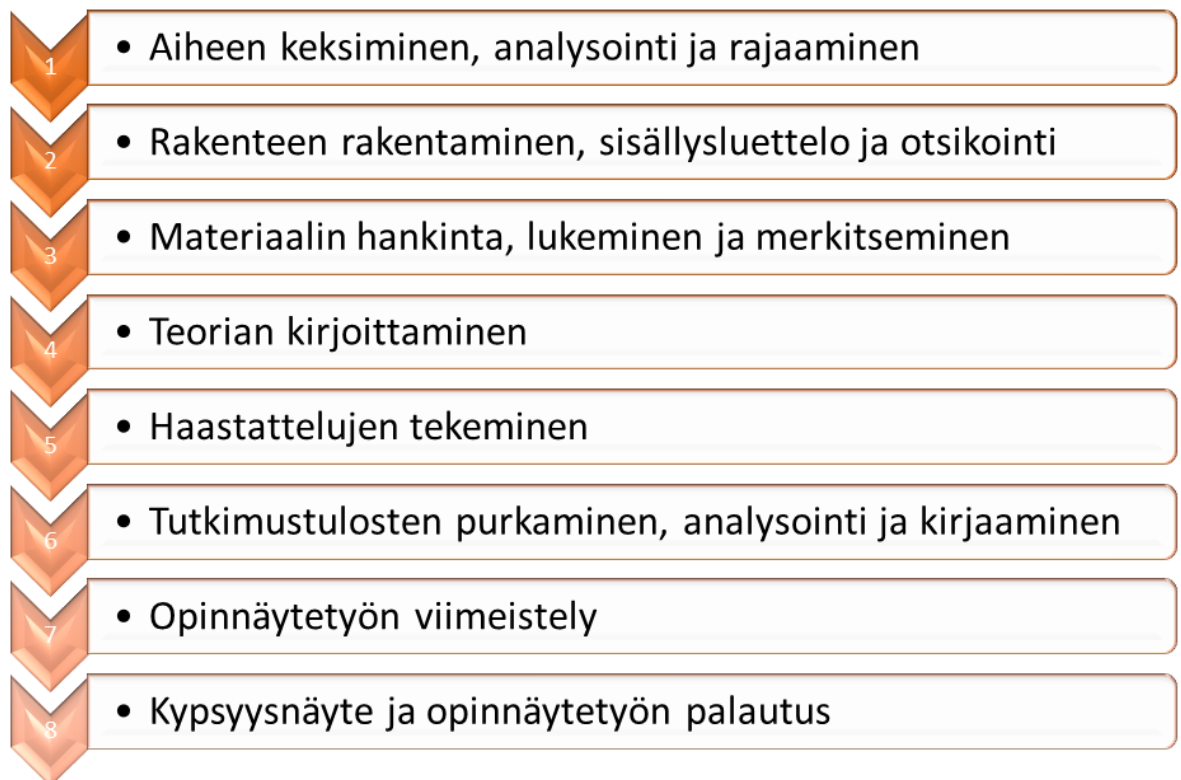 1
• Aiheen keksiminen, analysointi ja rajaaminen
2
• Rakenteen rakentaminen, sisällysluettelo ja otsikointi
3
• Materiaalin hankinta, lukeminen ja merkitseminen
4
• Teorian kirjoittaminen
5
• Haastattelujen tekeminen
6
• Tutkimustulosten purkaminen, analysointi ja kirjaaminen
7
• Opinnäytetyön viimeistely
8
• Kypsyysnäyte ja opinnäytetyön palautus